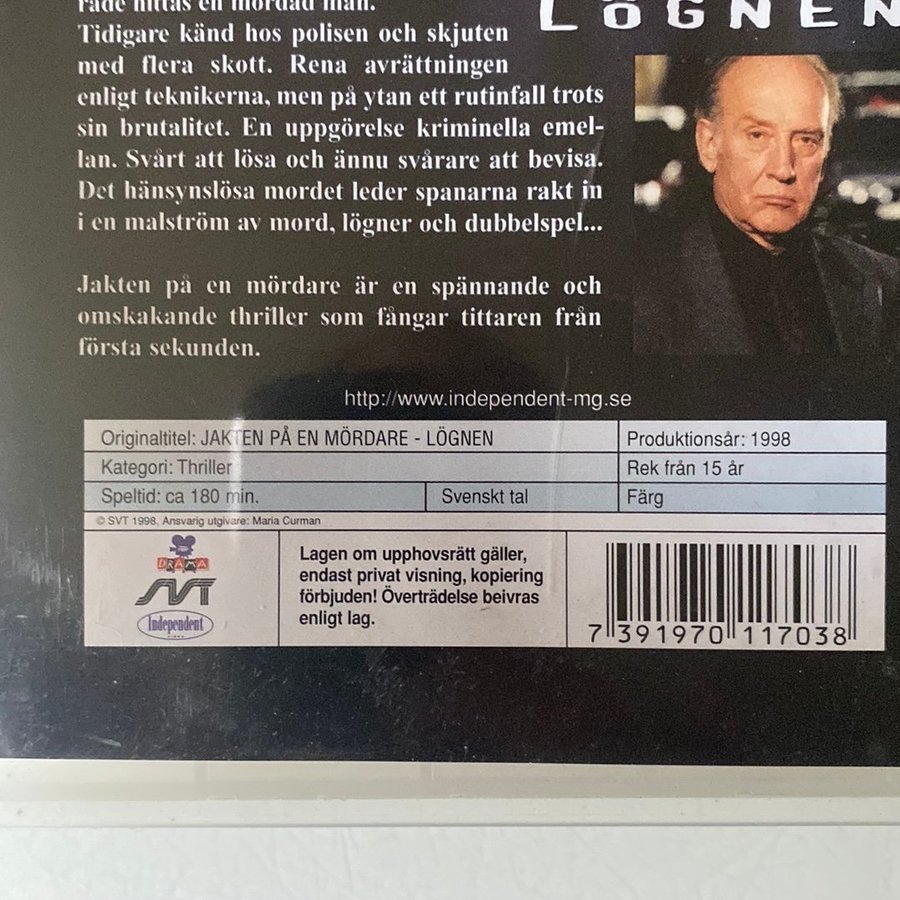 råde hittas en mördad man.
Tidigare känd hos polisen och skjuten
med flera skott. Rena avrättningen
enligt teknikerna, men på ytan ett rutinfall trots
sin brutalitet. En uppgörelse kriminella emel-
lan. Svårt att lösa och ännu svårare att bevisa.
Det hänsynslösa mordet leder spanarna rakt in
i en malström av mord, lögner och dubbelspel...
Jakten på en mördare är en spännande och
omskakande thriller som fångar tittaren från
första sekunden.
LÖGNEN
http://www.independent-mg.se
Originaltitel: JAKTEN PÅ EN MÖRDARE - LÖGNEN
Produktionsår: 1998
Kategori: Thriller
Rek från 15 år
Speltid: ca 180 min.
Svenskt tal
Färg
© SVT 1998, Ansvarig utgivare: Maria Curman
DRAMA
SVT
Independent
Lagen om upphovsrätt gäller,
endast privat visning, kopiering
förbjuden! Överträdelse beivras
enligt lag.
7 391970 117038